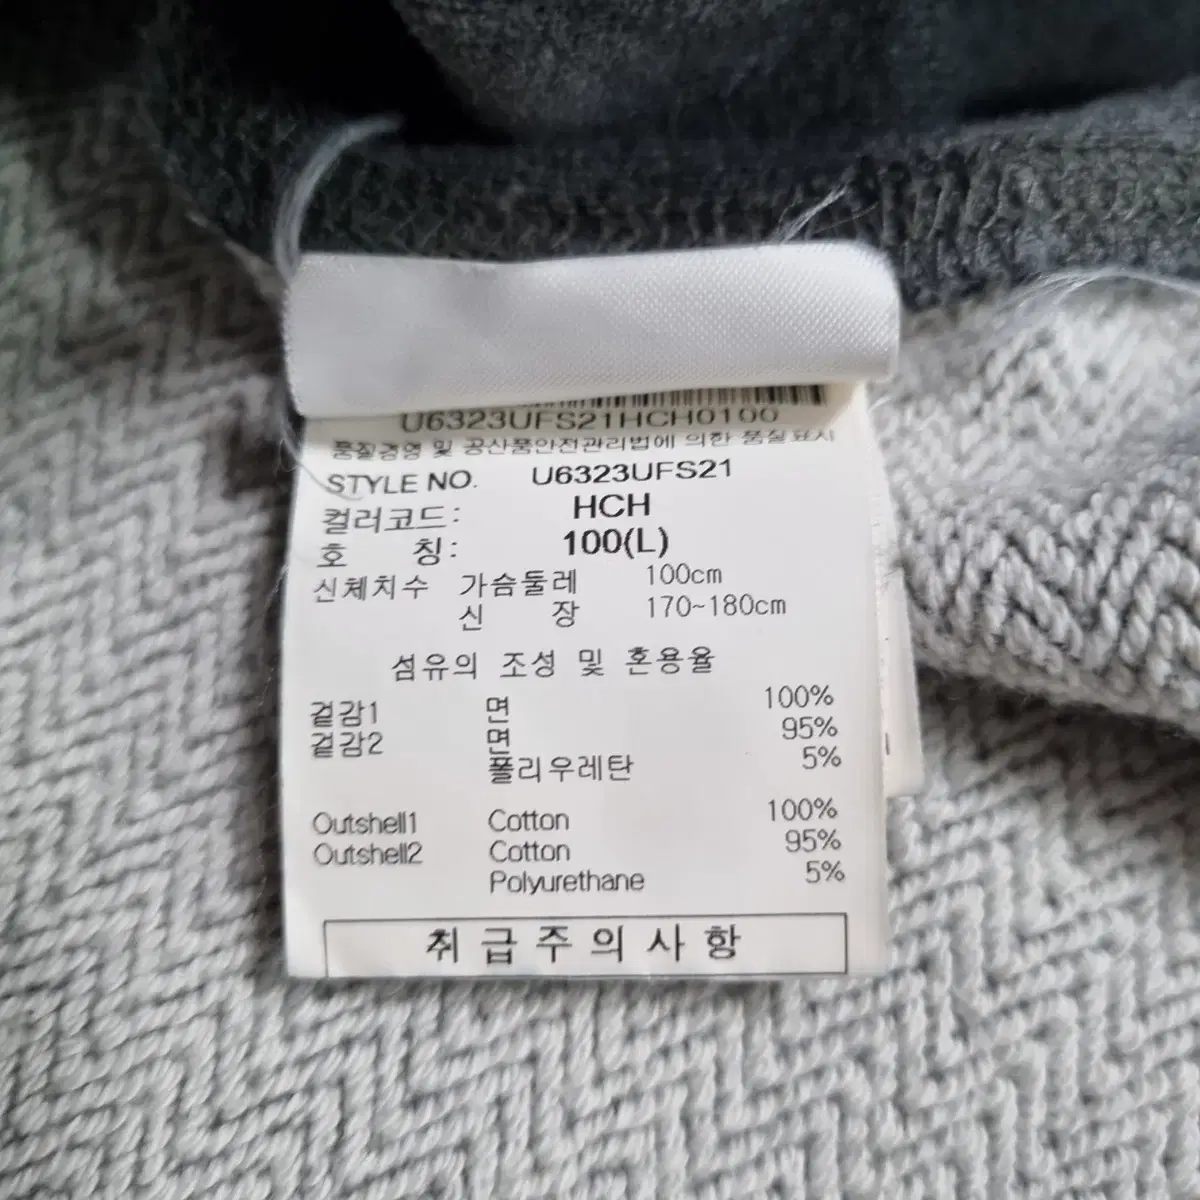 U6323UFS21HCH0100
품질경영 및 공산품안전관리법에 의한 품질표시
STYLE NO. U6323UFS21
컬러코드: HCH
호 칭: 100(L)
신체치수 가슴둘레 100cm
신 장 170~180cm
섬유의 조성 및 혼용율
겉감1 면 100%
겉감2 면 95%
폴리우레탄 5%
Outshell1 Cotton 100%
Outshell2 Cotton 95%
Polyurethane 5%
취급주의사항